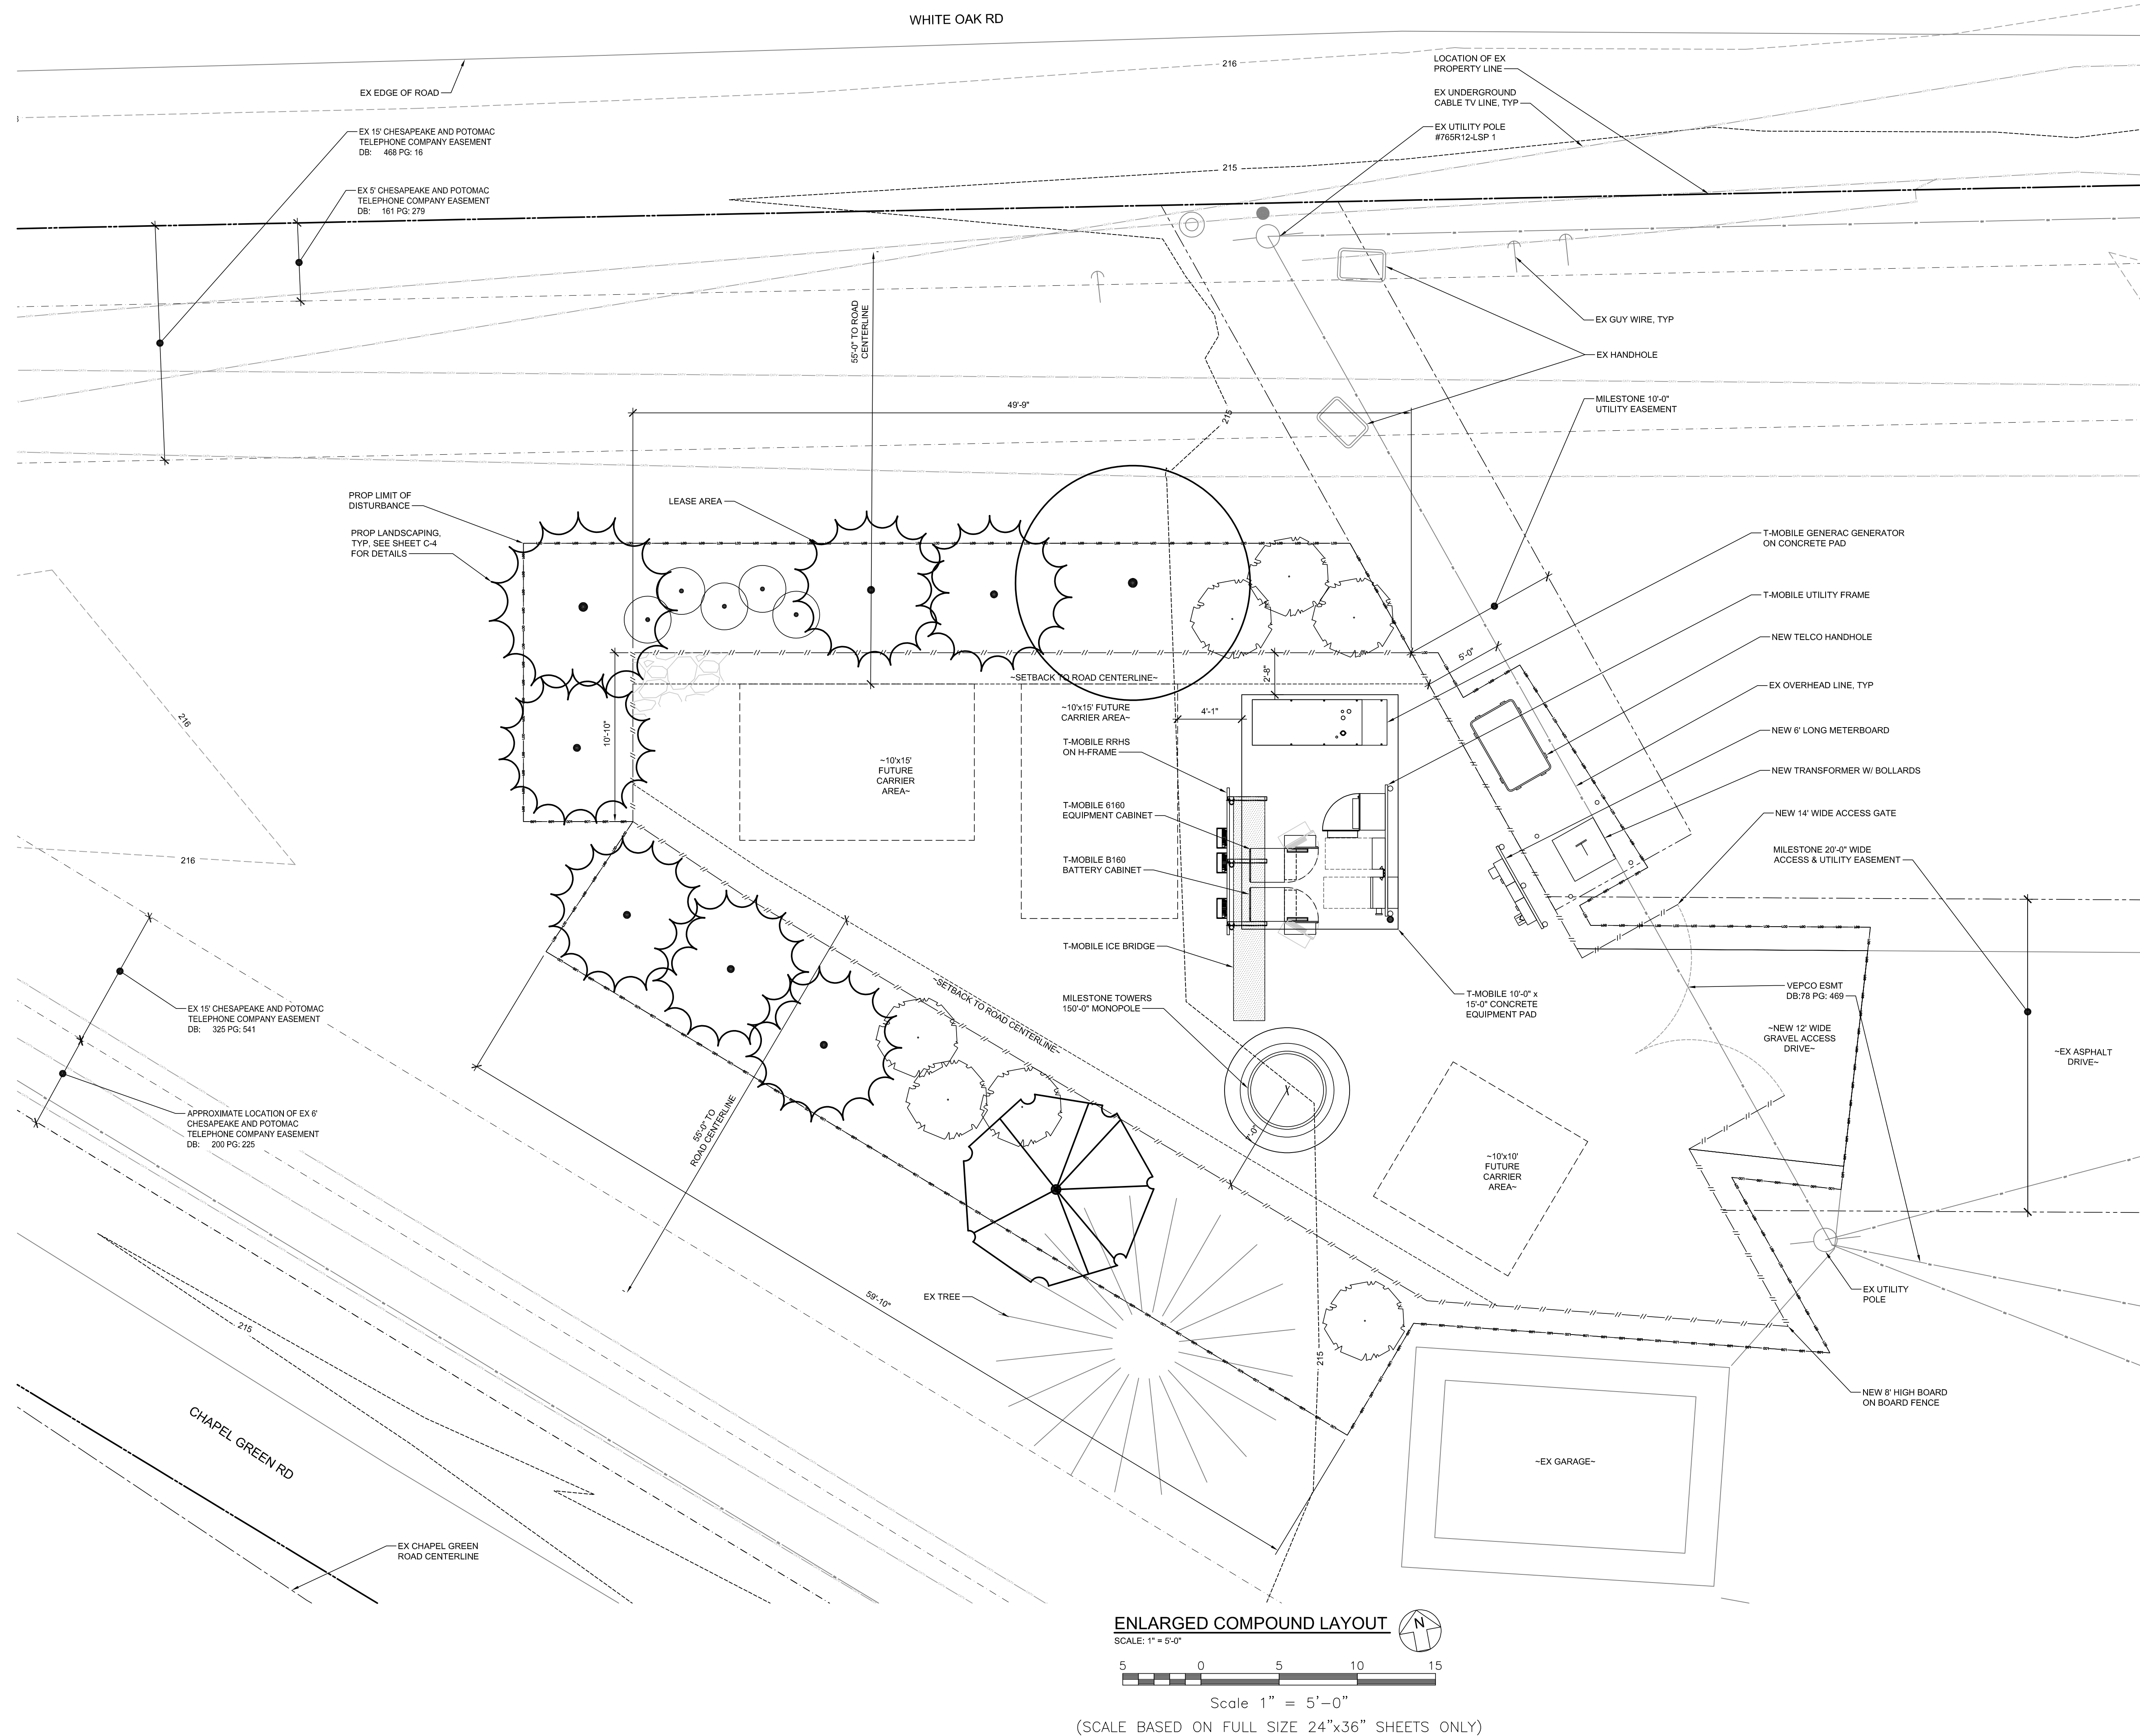 WHITE OAK RD
216
EX EDGE OF ROAD
LOCATION OF EX
PROPERTY LINE
EX UNDERGROUND
CABLE TV LINE, TYP
EX UTILITY POLE
#765R12-LSP 1
EX 15' CHESAPEAKE AND POTOMAC
TELEPHONE COMPANY EASEMENT
DB: 468 PG: 16
215
EX 5' CHESAPEAKE AND POTOMAC
TELEPHONE COMPANY EASEMENT
DB: 161 PG: 279
55'-0" TO ROAD
CENTERLINE
EX GUY WIRE, TYP
EX HANDHOLE
49'-9"
215
MILESTONE 10'-0"
UTILITY EASEMENT
PROP LIMIT OF
DISTURBANCE
LEASE AREA
PROP LANDSCAPING,
TYP, SEE SHEET C-4
FOR DETAILS
T-MOBILE GENERAC GENERATOR
ON CONCRETE PAD
T-MOBILE UTILITY FRAME
NEW TELCO HANDHOLE
5'-0"
2'-8"
~SETBACK TO ROAD CENTERLINE~
EX OVERHEAD LINE, TYP
~10'x15' FUTURE
CARRIER AREA~
4'-1"
216
10'-10"
NEW 6' LONG METERBOARD
T-MOBILE RRHS
ON H-FRAME
~10'x15'
FUTURE
CARRIER
AREA~
NEW TRANSFORMER W/ BOLLARDS
T-MOBILE 6160
EQUIPMENT CABINET
NEW 14' WIDE ACCESS GATE
216
T-MOBILE B160
BATTERY CABINET
MILESTONE 20'-0" WIDE
ACCESS & UTILITY EASEMENT
T-MOBILE ICE BRIDGE
~SETBACK TO ROAD CENTERLINE~
MILESTONE TOWERS
150'-0" MONOPOLE
T-MOBILE 10'-0" x
15'-0" CONCRETE
EQUIPMENT PAD
VEPCO ESMT
DB:78 PG: 469
EX 15' CHESAPEAKE AND POTOMAC
TELEPHONE COMPANY EASEMENT
DB: 325 PG: 541
~NEW 12' WIDE
GRAVEL ACCESS
DRIVE~
~EX ASPHALT
DRIVE~
APPROXIMATE LOCATION OF EX 6'
CHESAPEAKE AND POTOMAC
TELEPHONE COMPANY EASEMENT
DB: 200 PG: 225
55'-0" TO
ROAD CENTERLINE
~10'x10'
FUTURE
CARRIER
AREA~
EX TREE
59'-10"
EX UTILITY
POLE
215
215
NEW 8' HIGH BOARD
ON BOARD FENCE
CHAPEL GREEN RD
~EX GARAGE~
EX CHAPEL GREEN
ROAD CENTERLINE
ENLARGED COMPOUND LAYOUT
N
SCALE: 1" = 5'-0"
5 0 5 10 15
Scale 1" = 5'-0"
(SCALE BASED ON FULL SIZE 24"x36" SHEETS ONLY)